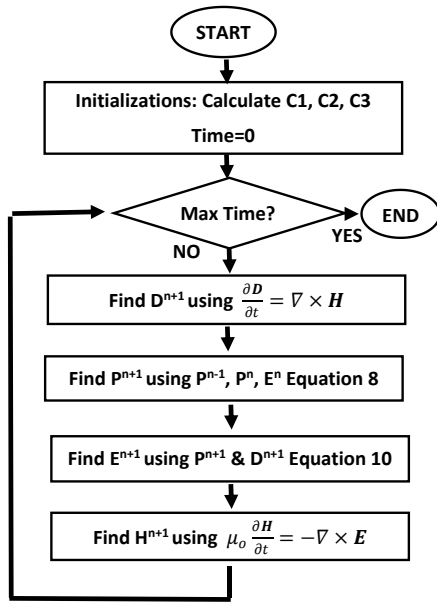 START
Initializations: Calculate C1, C2, C3
Time=0
Max Time?
END
YES
NO
Find Dⁿ⁺¹ using ∂D/∂t = ∇ × H
Find Pⁿ⁺¹ using Pⁿ⁻¹, Pⁿ, Eⁿ Equation 8
Find Eⁿ⁺¹ using Pⁿ⁺¹ & Dⁿ⁺¹ Equation 10
Find Hⁿ⁺¹ using μₒ ∂H/∂t = −∇ × E